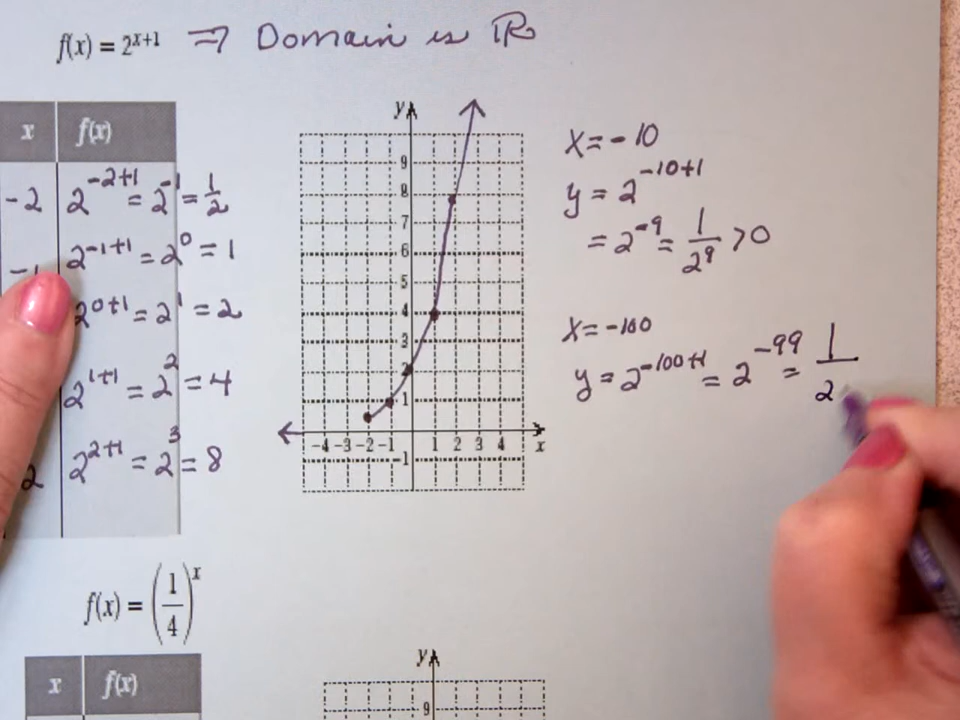 f(x) = 2^{x+1} ⇒ Domain is ℝ
x f(x)
-2 2^{-2+1} = 2^{-1} = 1/2
-1 2^{-1+1} = 2^0 = 1
2^{0+1} = 2^1 = 2
2^{1+1} = 2^2 = 4
2 2^{2+1} = 2^3 = 8
y
9
8
7
6
5
4
3
2
1
-4 -3 -2 -1 1 2 3 4 x
-1
x = -10
y = 2^{-10+1}
= 2^{-9} = 1/2^9 > 0
x = -100
y = 2^{-100+1} = 2^{-99} = 1/2
f(x) = (1/4)^x
x f(x)
y
9